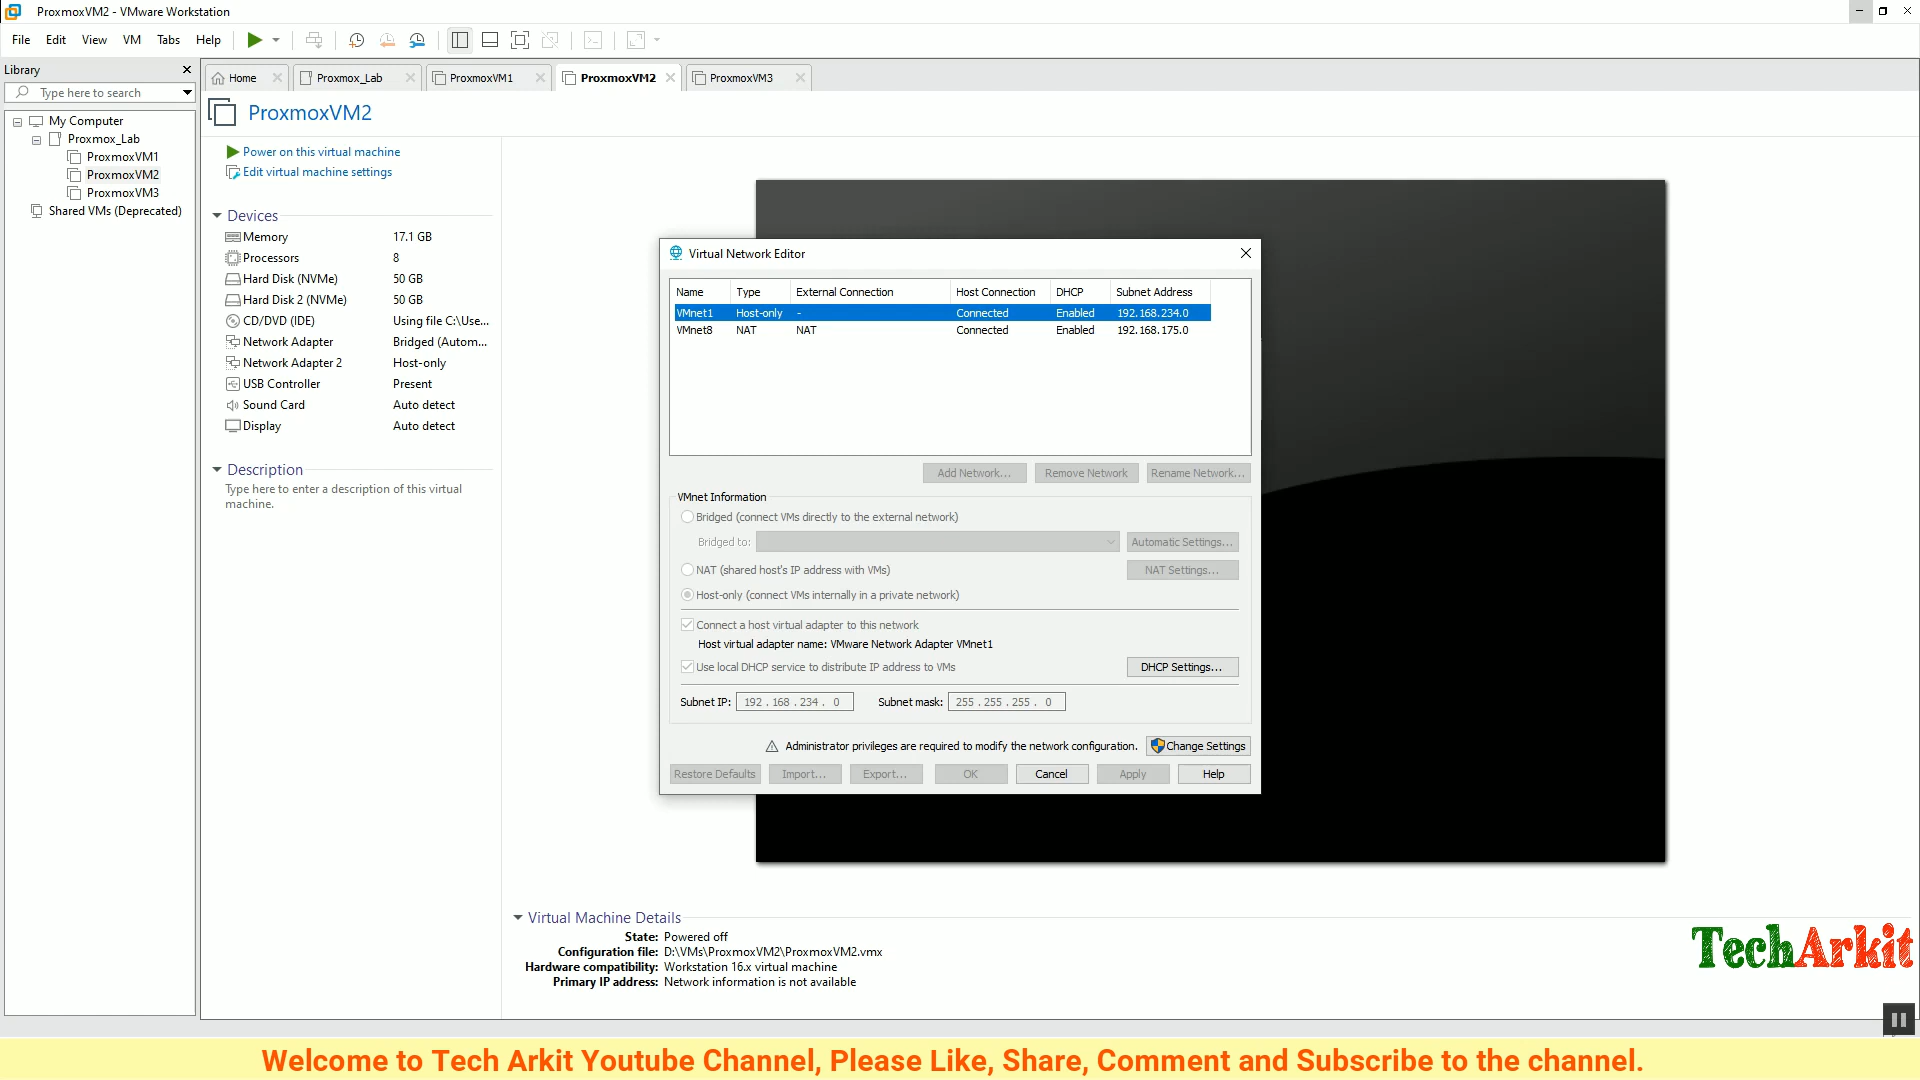 ProxmoxVM2 - VMware Workstation
File Edit View VM Tabs Help
Library
Type here to search
My Computer
Proxmox_Lab
ProxmoxVM1
ProxmoxVM2
ProxmoxVM3
Shared VMs (Deprecated)
Home Proxmox_Lab ProxmoxVM1 ProxmoxVM2 ProxmoxVM3
ProxmoxVM2
Power on this virtual machine
Edit virtual machine settings
Devices
Memory 17.1 GB
Processors 8
Hard Disk (NVMe) 50 GB
Hard Disk 2 (NVMe) 50 GB
CD/DVD (IDE) Using file C:\Use...
Network Adapter Bridged (Autom...
Network Adapter 2 Host-only
USB Controller Present
Sound Card Auto detect
Display Auto detect
Description
Type here to enter a description of this virtual
machine.
Virtual Network Editor
Name Type External Connection Host Connection DHCP Subnet Address
VMnet1 Host-only - Connected Enabled 192.168.234.0
VMnet8 NAT NAT Connected Enabled 192.168.175.0
Add Network... Remove Network Rename Network...
VMnet Information
Bridged (connect VMs directly to the external network)
Bridged to: Automatic Settings...
NAT (shared host's IP address with VMs) NAT Settings...
Host-only (connect VMs internally in a private network)
Connect a host virtual adapter to this network
Host virtual adapter name: VMware Network Adapter VMnet1
Use local DHCP service to distribute IP address to VMs DHCP Settings...
Subnet IP: 192 . 168 . 234 . 0 Subnet mask: 255 . 255 . 255 . 0
Administrator privileges are required to modify the network configuration. Change Settings
Restore Defaults Import... Export... OK Cancel Apply Help
Virtual Machine Details
State: Powered off
Configuration file: D:\VMs\ProxmoxVM2\ProxmoxVM2.vmx
Hardware compatibility: Workstation 16.x virtual machine
Primary IP address: Network information is not available
TechArkit
Welcome to Tech Arkit Youtube Channel, Please Like, Share, Comment and Subscribe to the channel.